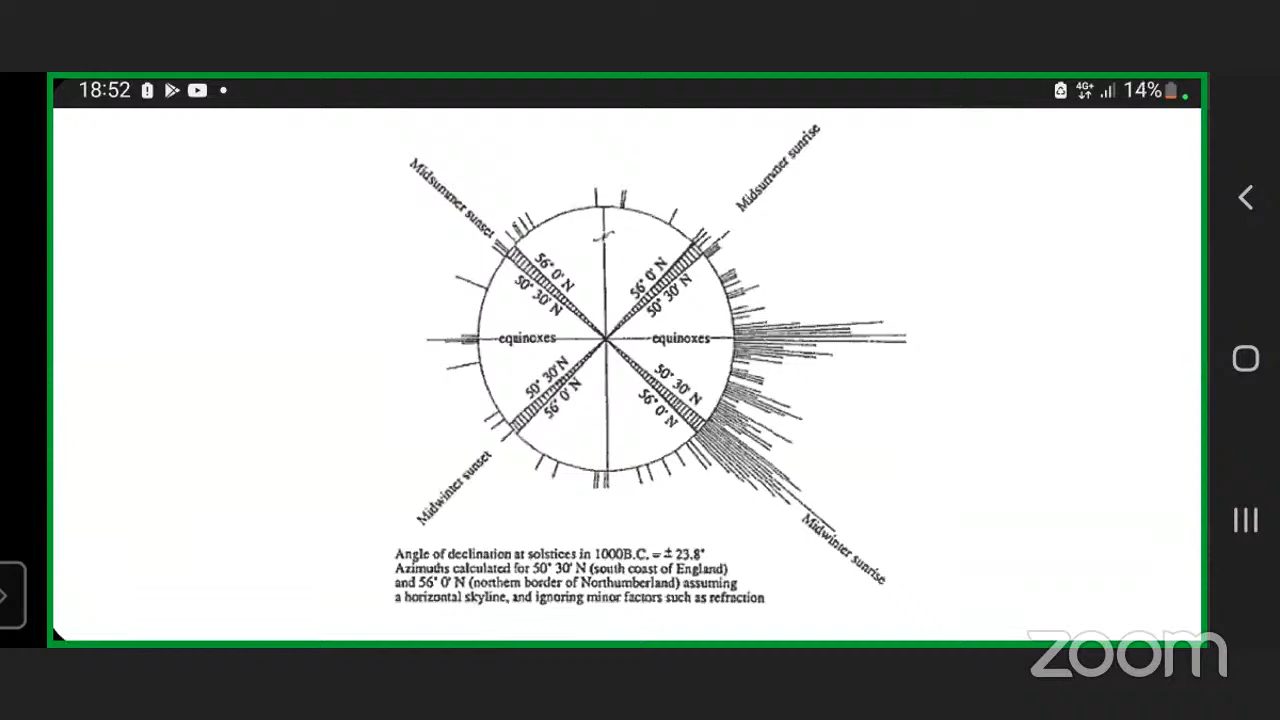 18:52
4G+
14%
Midsummer sunset
Midsummer sunrise
56° 0' N
50° 30' N
56° 0' N
50° 30' N
equinoxes
equinoxes
50° 30' N
56° 0' N
50° 30' N
56° 0' N
Midwinter sunset
Midwinter sunrise
Angle of declination at solstices in 1000B.C. = ± 23.8°
Azimuths calculated for 50° 30' N (south coast of England)
and 56° 0' N (northern border of Northumberland) assuming
a horizontal skyline, and ignoring minor factors such as refraction
zoom